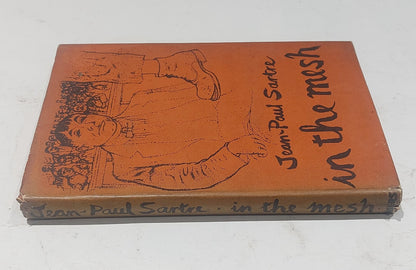 Jean-Paul Sartre
in the mesh
Jean-Paul Sartre · in the mesh